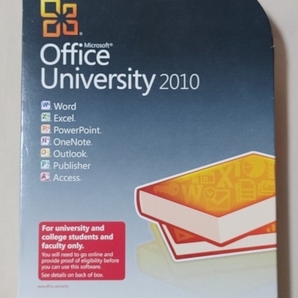 Microsoft®
Office
University 2010
Word
Excel.
PowerPoint.
OneNote.
Outlook.
Publisher
Access.
For university and
college students and
faculty only.
You will need to go online and
provide proof of eligibility before
you can use this software.
See details on back of box.